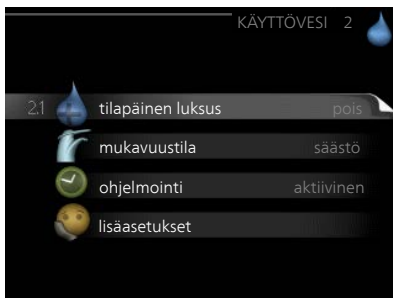 KÄYTTÖVESI 2
2.1 tilapäinen luksus pois
mukavuustila säästö
ohjelmointi aktiivinen
lisäasetukset